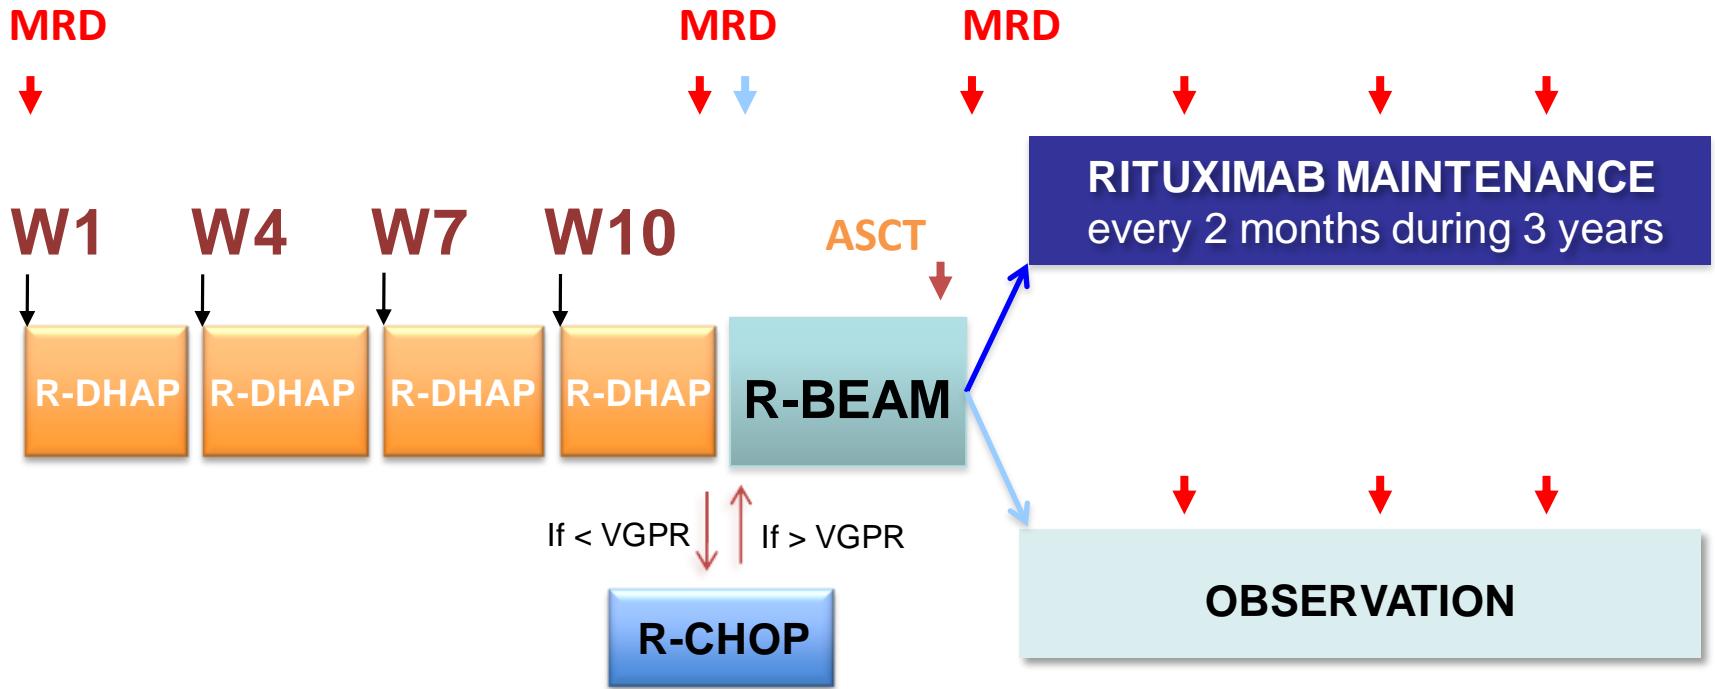 MRD
MRD
MRD
RITUXIMAB MAINTENANCE
every 2 months during 3 years
W1
W4
W7
W10
ASCT
R-DHAP
R-DHAP
R-DHAP
R-DHAP
R-BEAM
If < VGPR
If > VGPR
R-CHOP
OBSERVATION